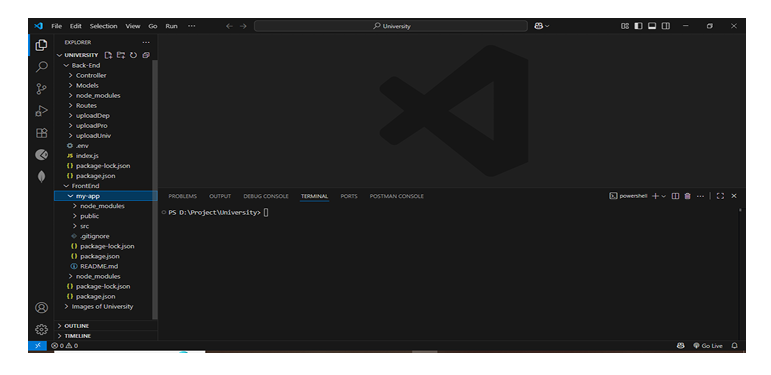 File Edit Selection View Go Run ···
University
EXPLORER ···
UNIVERSITY
Back-End
Controller
Models
node_modules
Routes
uploadDep
uploadPro
uploadUniv
.env
JS index.js
{} package-lock.json
{} package.json
FrontEnd
my-app
node_modules
public
src
.gitignore
{} package-lock.json
{} package.json
README.md
node_modules
{} package-lock.json
{} package.json
Images of University
OUTLINE
TIMELINE
PROBLEMS OUTPUT DEBUG CONSOLE TERMINAL PORTS POSTMAN CONSOLE
powershell
PS D:\Project\University>
0 0
Go Live